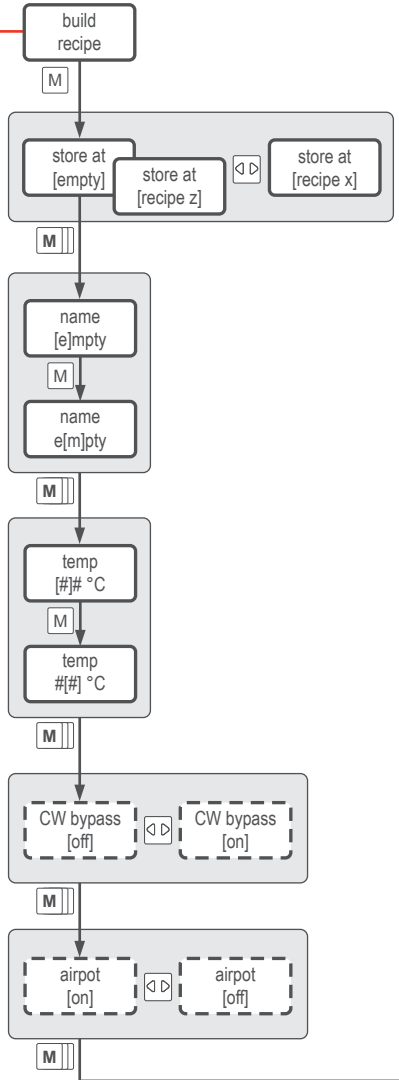 build
recipe
M
store at
[empty]
store at
[recipe z]
store at
[recipe x]
M
name
[e]mpty
M
name
e[m]pty
M
temp
[#]# °C
M
temp
#[#] °C
M
CW bypass
[off]
CW bypass
[on]
M
airpot
[on]
airpot
[off]
M